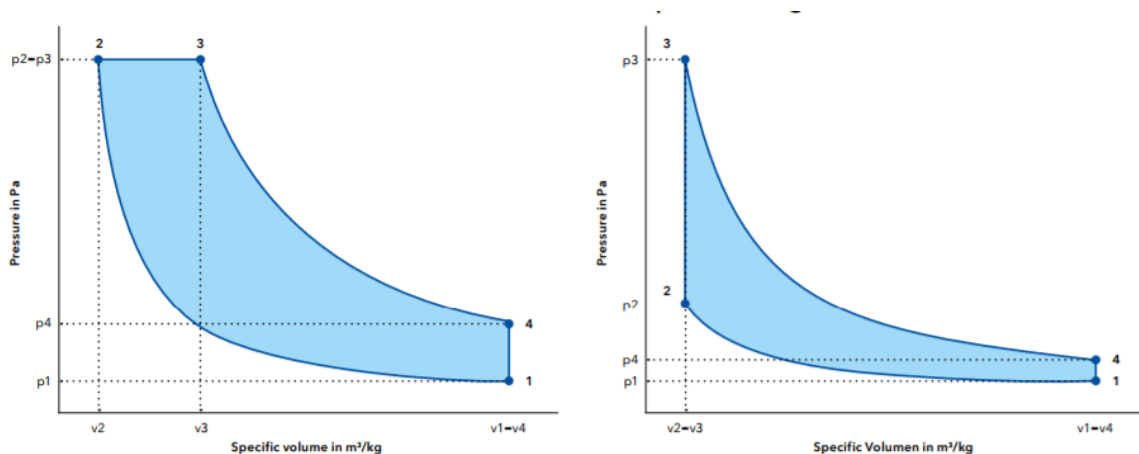 2
3
p2=p3
Pressure in Pa
p4
4
p1
1
v2
v3
v1=v4
Specific volume in m³/kg
3
p3
Pressure in Pa
p2
2
p4
4
p1
1
v2=v3
v1=v4
Specific Volumen in m³/kg